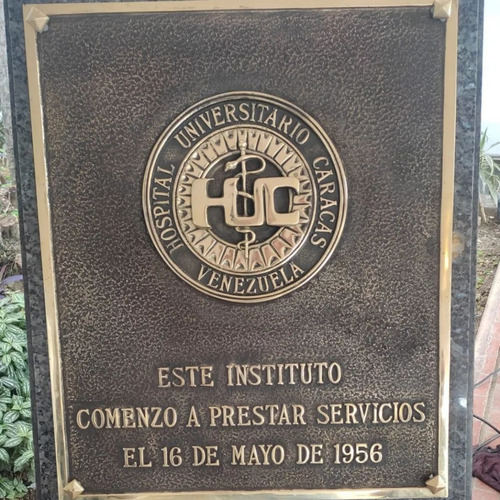 HOSPITAL UNIVERSITARIO CARACAS
VENEZUELA
HUC
ESTE INSTITUTO
COMENZO A PRESTAR SERVICIOS
EL 16 DE MAYO DE 1956